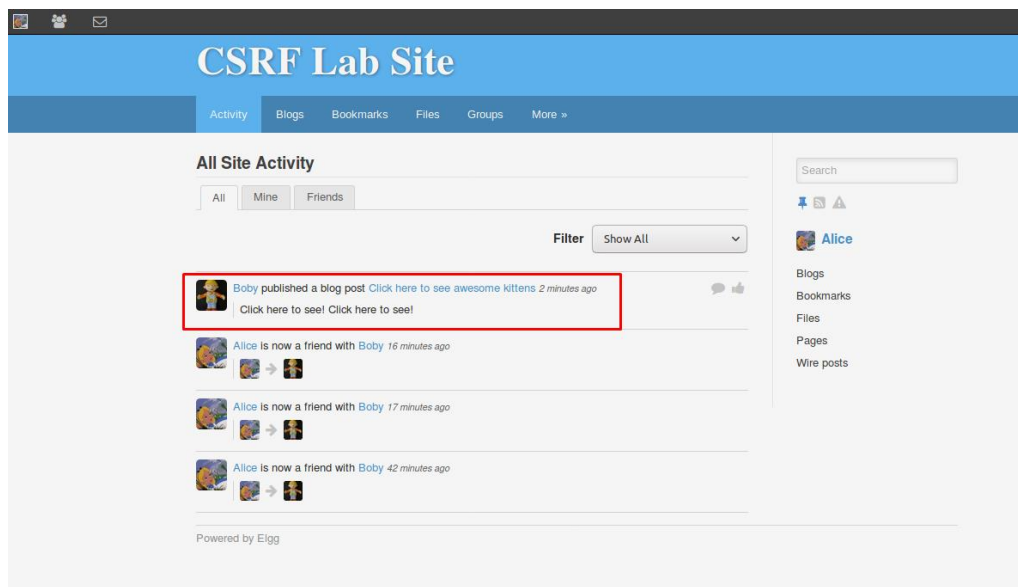 CSRF Lab Site
Activity Blogs Bookmarks Files Groups More »
All Site Activity
All Mine Friends
Filter Show All
Boby published a blog post Click here to see awesome kittens 2 minutes ago
Click here to see! Click here to see!
Alice is now a friend with Boby 16 minutes ago
Alice is now a friend with Boby 17 minutes ago
Alice is now a friend with Boby 42 minutes ago
Search
Alice
Blogs
Bookmarks
Files
Pages
Wire posts
Powered by Elgg